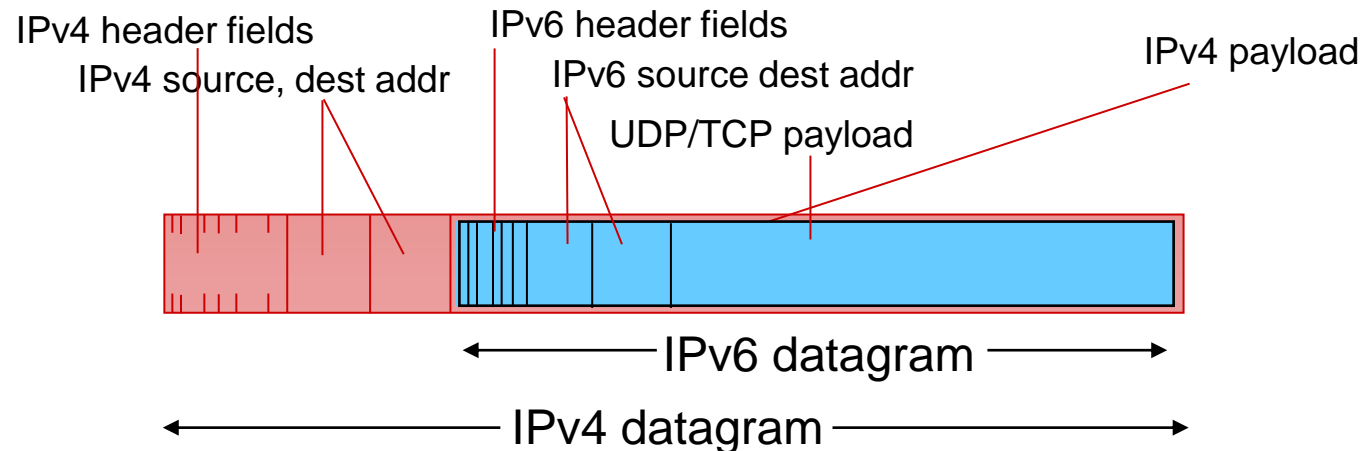 IPv4 header fields
IPv6 header fields
IPv4 payload
IPv4 source, dest addr
IPv6 source dest addr
UDP/TCP payload
IPv6 datagram
IPv4 datagram